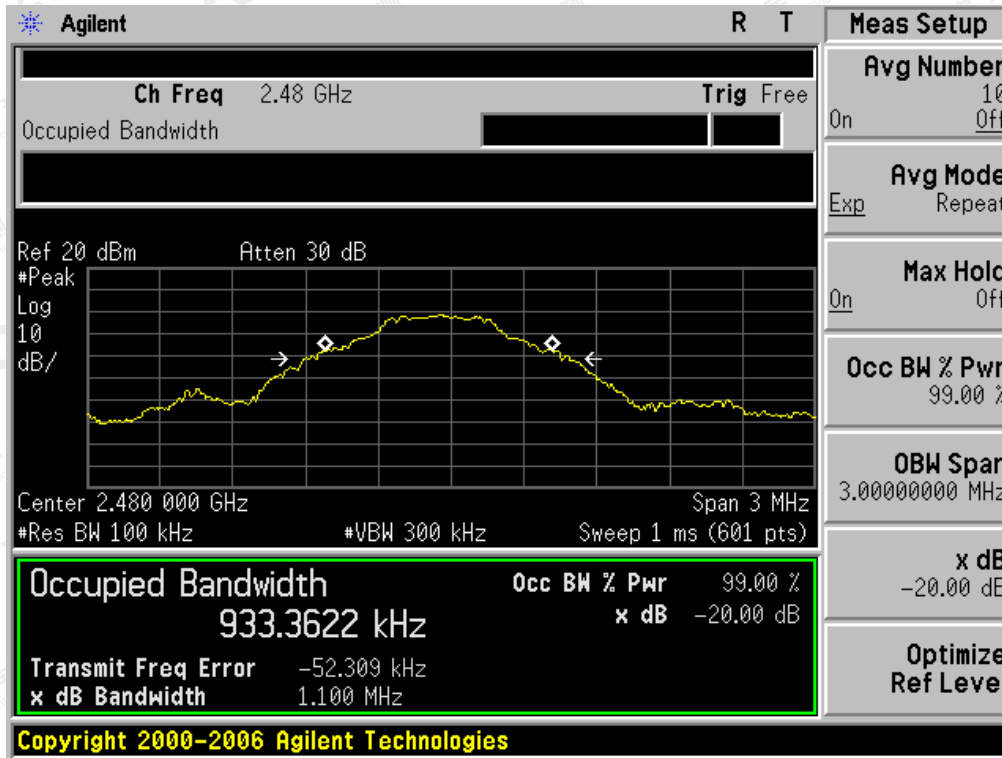 Agilent R T
Ch Freq 2.48 GHz Trig Free
Occupied Bandwidth
Ref 20 dBm Atten 30 dB
#Peak
Log
10
dB/
Center 2.480 000 GHz Span 3 MHz
#Res BW 100 kHz #VBW 300 kHz Sweep 1 ms (601 pts)
Occupied Bandwidth Occ BW % Pwr 99.00 %
933.3622 kHz x dB -20.00 dB
Transmit Freq Error -52.309 kHz
x dB Bandwidth 1.100 MHz
Copyright 2000-2006 Agilent Technologies
Meas Setup
Avg Number
10
On Off
Avg Mode
Exp Repeat
Max Hold
On Off
Occ BW % Pwr
99.00 %
OBW Span
3.00000000 MHz
x dB
-20.00 dB
Optimize
Ref Level